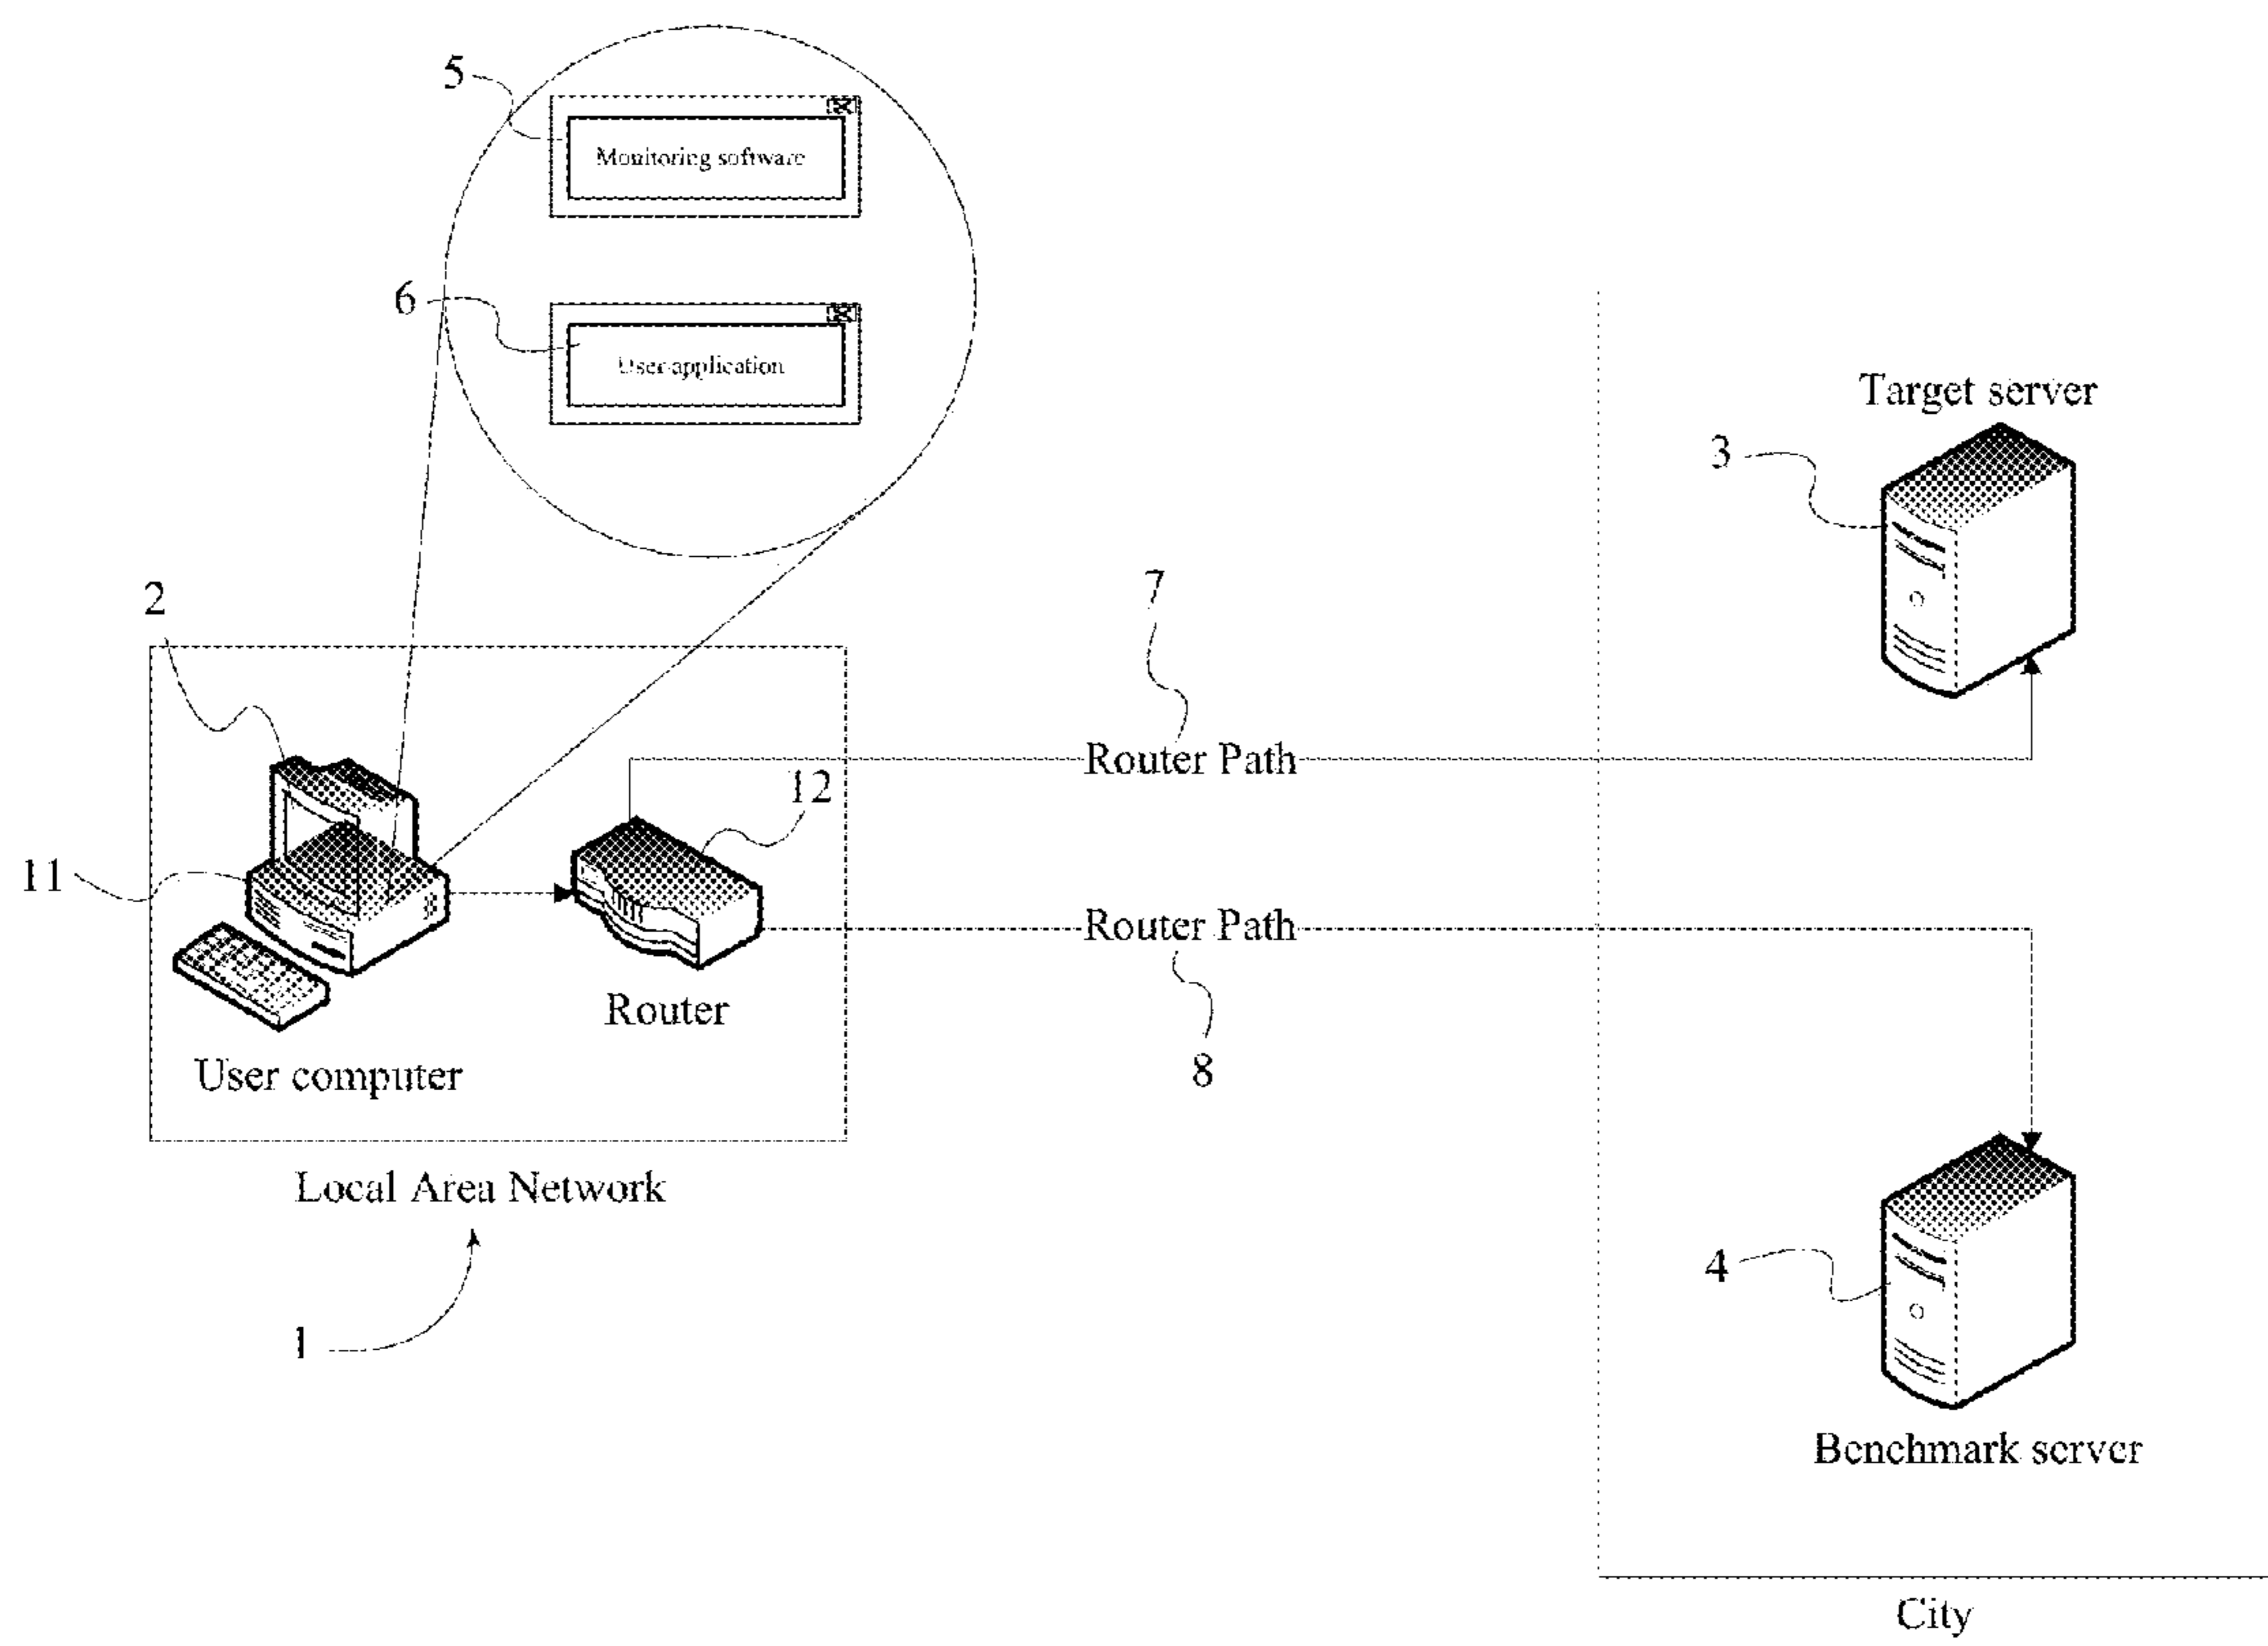 5
Monitoring software
6
User application
Target server
3
2
7
Router Path
12
11
Router Path
Router
8
User computer
Local Area Network
4
1
Benchmark server
City